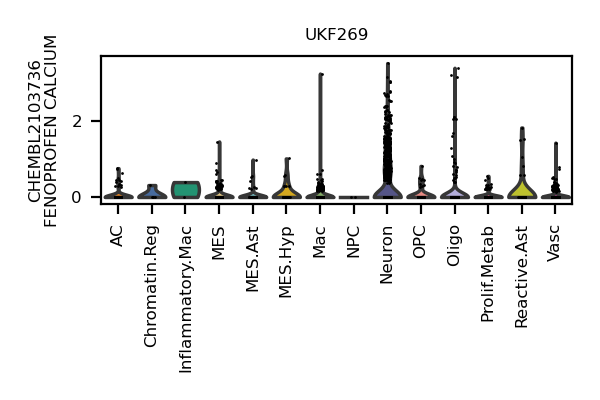 UKF269
CHEMBL2103736
FENOPROFEN CALCIUM
2
0
AC
Chromatin.Reg
Inflammatory.Mac
MES
MES.Ast
MES.Hyp
Mac
NPC
Neuron
OPC
Oligo
Prolif.Metab
Reactive.Ast
Vasc